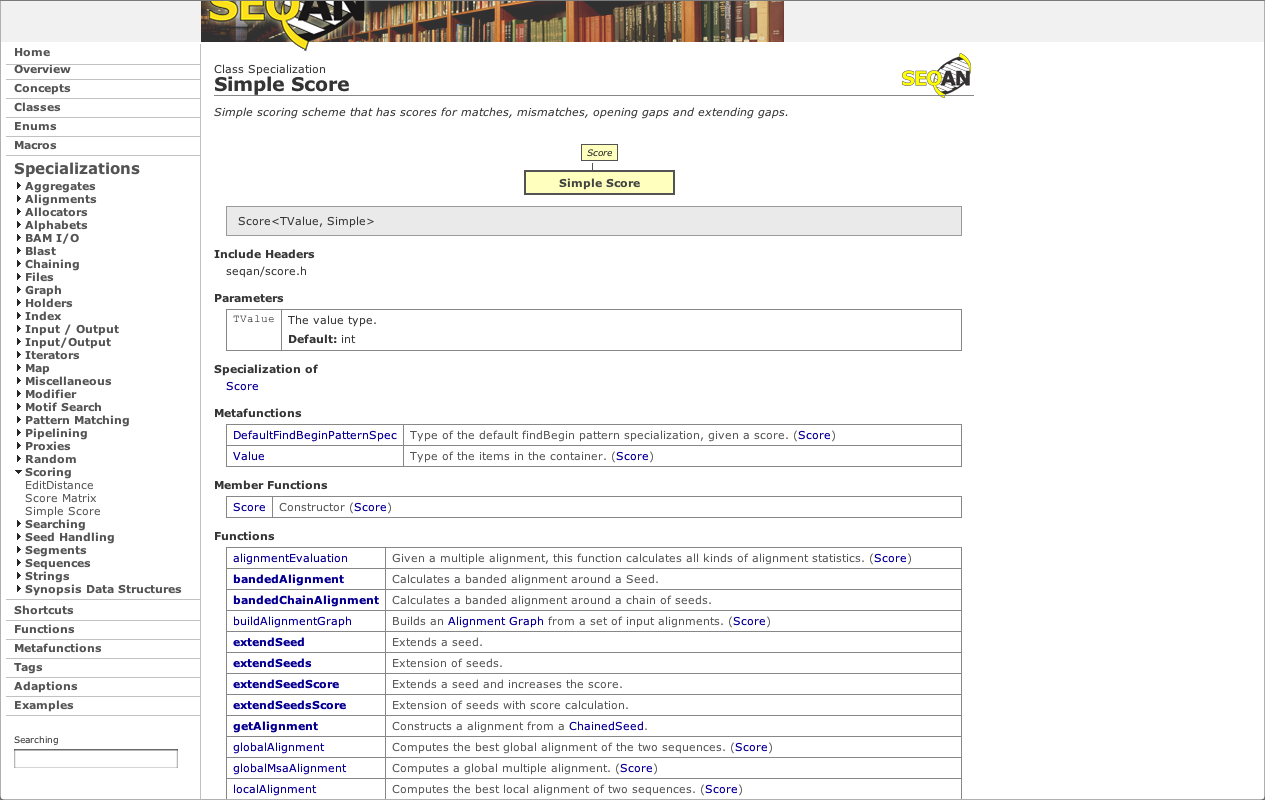 SEQAN
Home
Overview
Concepts
Classes
Enums
Macros
Specializations
Aggregates
Alignments
Allocators
Alphabets
BAM I/O
Blast
Chaining
Files
Graph
Holders
Index
Input / Output
Input/Output
Iterators
Map
Miscellaneous
Modifier
Motif Search
Pattern Matching
Pipelining
Proxies
Random
Scoring
EditDistance
Score Matrix
Simple Score
Searching
Seed Handling
Segments
Sequences
Strings
Synopsis Data Structures
Shortcuts
Functions
Metafunctions
Tags
Adaptions
Examples
Searching
Class Specialization
Simple Score
SEQAN
Simple scoring scheme that has scores for matches, mismatches, opening gaps and extending gaps.
Score
Simple Score
Score<TValue, Simple>
Include Headers
seqan/score.h
Parameters
TValue The value type.
Default: int
Specialization of
Score
Metafunctions
DefaultFindBeginPatternSpec Type of the default findBegin pattern specialization, given a score. (Score)
Value Type of the items in the container. (Score)
Member Functions
Score Constructor (Score)
Functions
alignmentEvaluation Given a multiple alignment, this function calculates all kinds of alignment statistics. (Score)
bandedAlignment Calculates a banded alignment around a Seed.
bandedChainAlignment Calculates a banded alignment around a chain of seeds.
buildAlignmentGraph Builds an Alignment Graph from a set of input alignments. (Score)
extendSeed Extends a seed.
extendSeeds Extension of seeds.
extendSeedScore Extends a seed and increases the score.
extendSeedsScore Extension of seeds with score calculation.
getAlignment Constructs a alignment from a ChainedSeed.
globalAlignment Computes the best global alignment of the two sequences. (Score)
globalMsaAlignment Computes a global multiple alignment. (Score)
localAlignment Computes the best local alignment of two sequences. (Score)